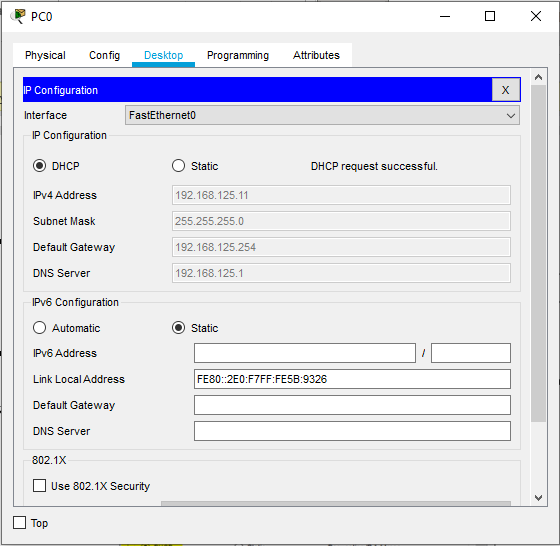 PC0
Physical Config Desktop Programming Attributes
IP Configuration X
Interface FastEthernet0
IP Configuration
DHCP Static DHCP request successful.
IPv4 Address 192.168.125.11
Subnet Mask 255.255.255.0
Default Gateway 192.168.125.254
DNS Server 192.168.125.1
IPv6 Configuration
Automatic Static
IPv6 Address /
Link Local Address FE80::2E0:F7FF:FE5B:9326
Default Gateway
DNS Server
802.1X
Use 802.1X Security
Top